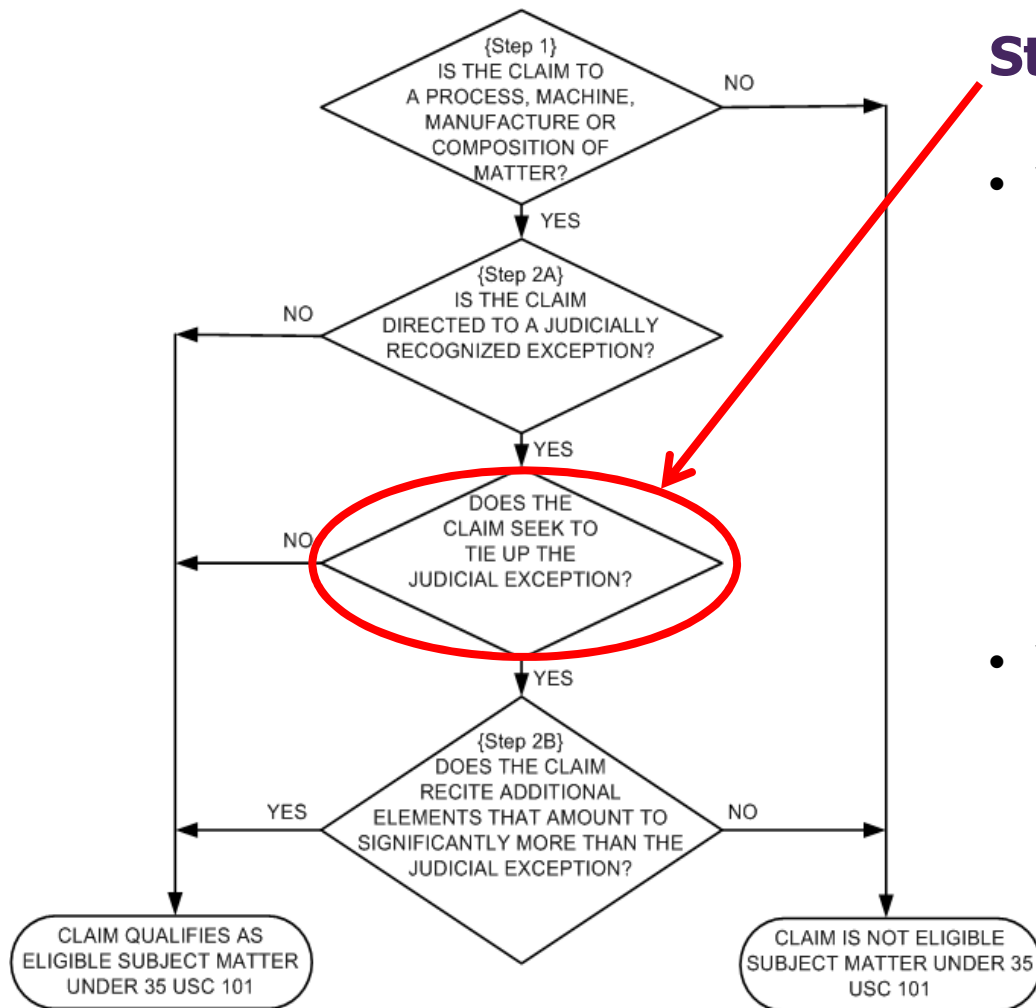 {Step 1}
IS THE CLAIM TO
A PROCESS, MACHINE,
MANUFACTURE OR
COMPOSITION OF
MATTER?
NO
YES
{Step 2A}
IS THE CLAIM
DIRECTED TO A JUDICIALLY
RECOGNIZED EXCEPTION?
NO
YES
DOES THE
CLAIM SEEK TO
TIE UP THE
JUDICIAL EXCEPTION?
NO
YES
{Step 2B}
DOES THE CLAIM
RECITE ADDITIONAL
ELEMENTS THAT AMOUNT TO
SIGNIFICANTLY MORE THAN THE
JUDICIAL EXCEPTION?
YES
NO
CLAIM QUALIFIES AS
ELIGIBLE SUBJECT MATTER
UNDER 35 USC 101
CLAIM IS NOT ELIGIBLE
SUBJECT MATTER UNDER 35
USC 101